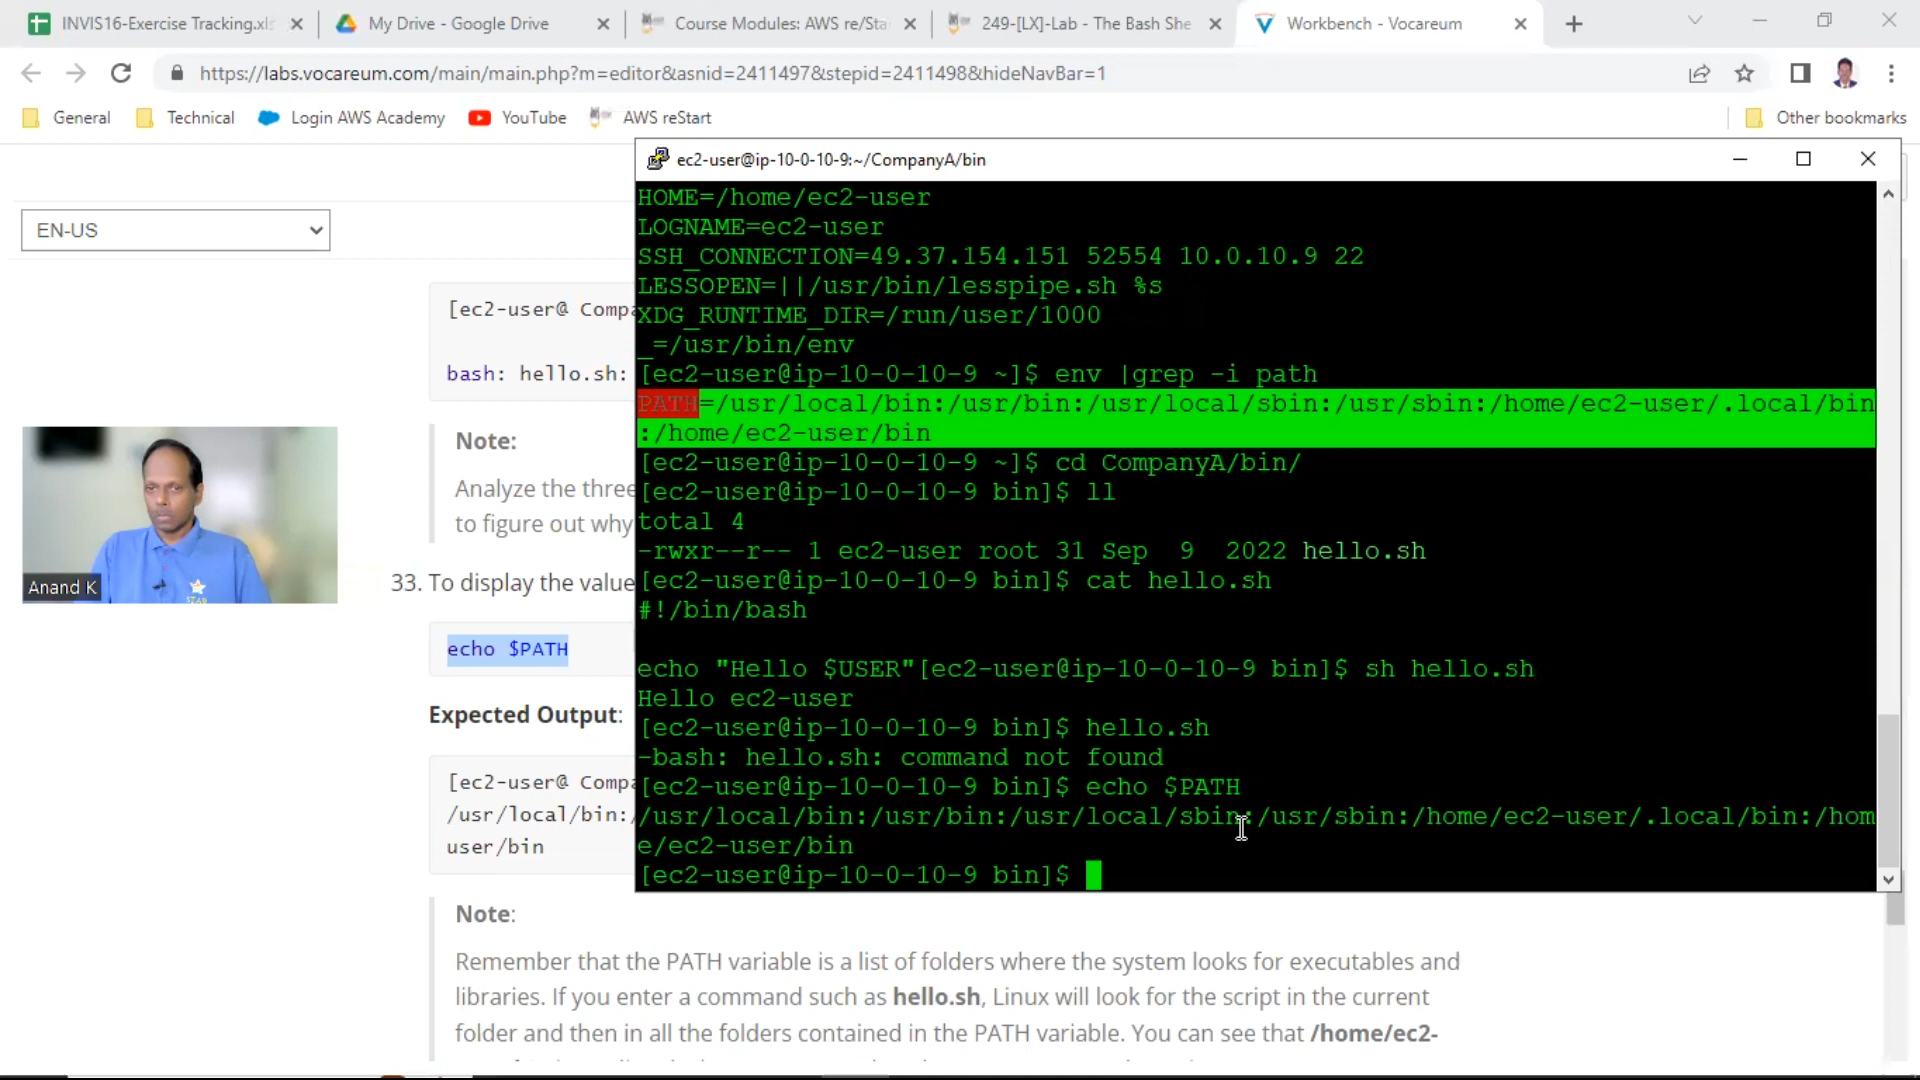 INVIS16-Exercise Tracking.xls
My Drive - Google Drive
Course Modules: AWS re/Sta
249-[LX]-Lab - The Bash She
Workbench - Vocareum
https://labs.vocareum.com/main/main.php?m=editor&asnid=2411497&stepid=2411498&hideNavBar=1
General
Technical
Login AWS Academy
YouTube
AWS reStart
Other bookmarks
EN-US
[ec2-user@ Compa
bash: hello.sh:
Note:
Analyze the three
to figure out why
33. To display the value
echo $PATH
Expected Output:
[ec2-user@ Compa
/usr/local/bin:/
user/bin
Note:
Remember that the PATH variable is a list of folders where the system looks for executables and
libraries. If you enter a command such as hello.sh, Linux will look for the script in the current
folder and then in all the folders contained in the PATH variable. You can see that /home/ec2-
Anand K
STAR
ec2-user@ip-10-0-10-9:~/CompanyA/bin
HOME=/home/ec2-user
LOGNAME=ec2-user
SSH_CONNECTION=49.37.154.151 52554 10.0.10.9 22
LESSOPEN=||/usr/bin/lesspipe.sh %s
XDG_RUNTIME_DIR=/run/user/1000
_=/usr/bin/env
[ec2-user@ip-10-0-10-9 ~]$ env |grep -i path
PATH=/usr/local/bin:/usr/bin:/usr/local/sbin:/usr/sbin:/home/ec2-user/.local/bin
:/home/ec2-user/bin
[ec2-user@ip-10-0-10-9 ~]$ cd CompanyA/bin/
[ec2-user@ip-10-0-10-9 bin]$ ll
total 4
-rwxr--r-- 1 ec2-user root 31 Sep  9  2022 hello.sh
[ec2-user@ip-10-0-10-9 bin]$ cat hello.sh
#!/bin/bash
echo "Hello $USER"[ec2-user@ip-10-0-10-9 bin]$ sh hello.sh
Hello ec2-user
[ec2-user@ip-10-0-10-9 bin]$ hello.sh
-bash: hello.sh: command not found
[ec2-user@ip-10-0-10-9 bin]$ echo $PATH
/usr/local/bin:/usr/bin:/usr/local/sbin:/usr/sbin:/home/ec2-user/.local/bin:/hom
e/ec2-user/bin
[ec2-user@ip-10-0-10-9 bin]$